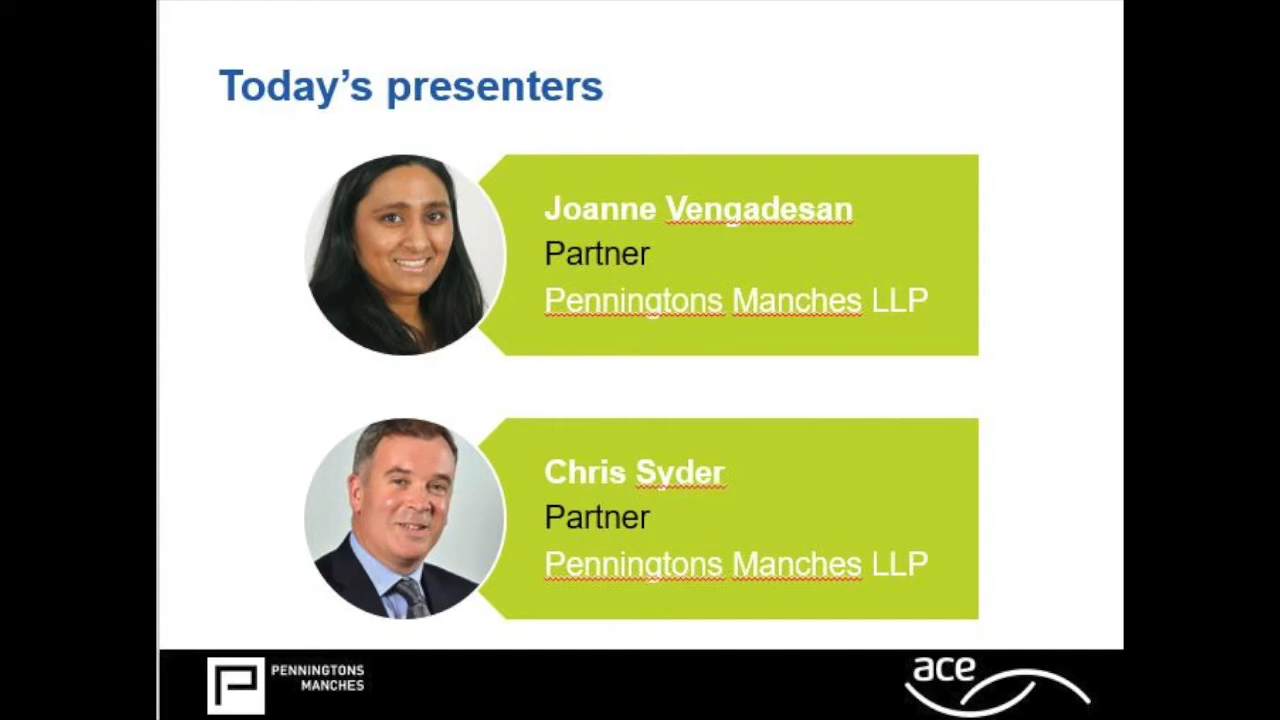 Today’s presenters
Joanne Vengadesan
Partner
Penningtons Manches LLP
Chris Syder
Partner
Penningtons Manches LLP
PENNINGTONS
MANCHES
ace